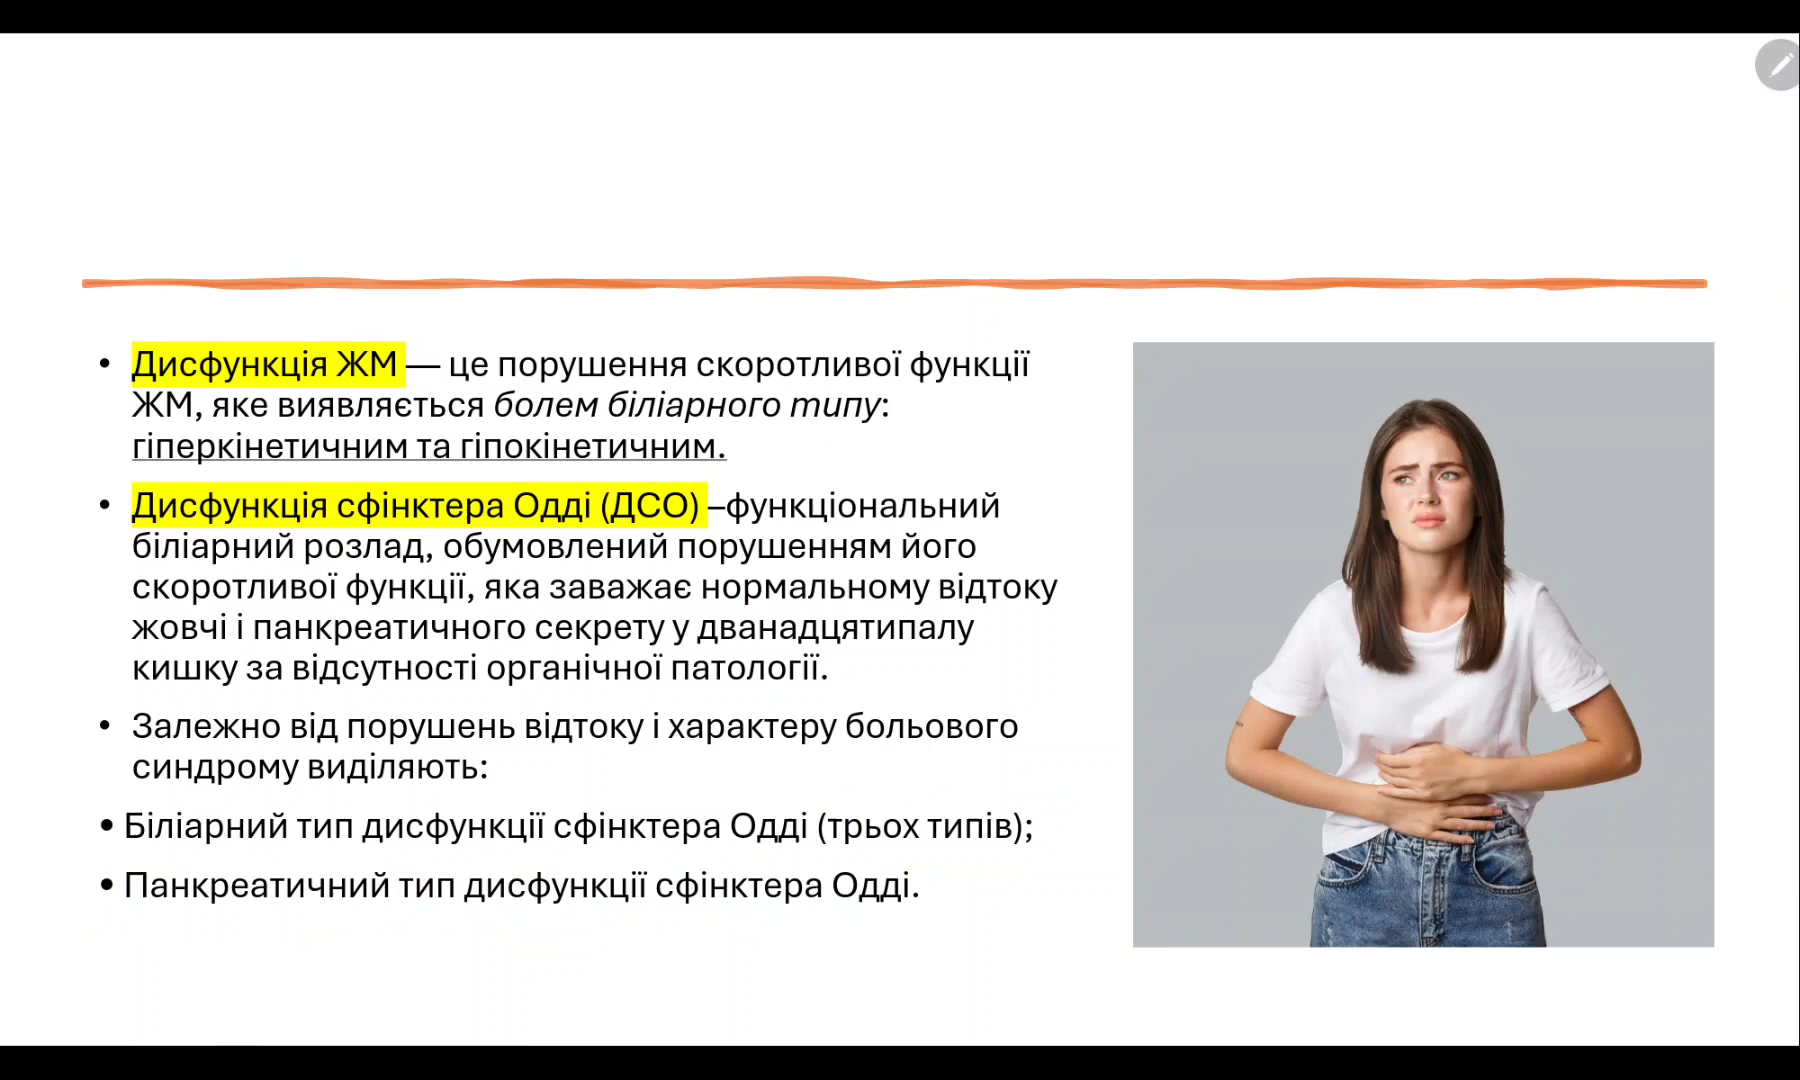 • Дисфункція ЖМ — це порушення скоротливої функції
ЖМ, яке виявляється болем біліарного типу:
гіперкінетичним та гіпокінетичним.
• Дисфункція сфінктера Одді (ДСО) –функціональний
біліарний розлад, обумовлений порушенням його
скоротливої функції, яка заважає нормальному відтоку
жовчі і панкреатичного секрету у дванадцятипалу
кишку за відсутності органічної патології.
• Залежно від порушень відтоку і характеру больового
синдрому виділяють:
• Біліарний тип дисфункції сфінктера Одді (трьох типів);
• Панкреатичний тип дисфункції сфінктера Одді.